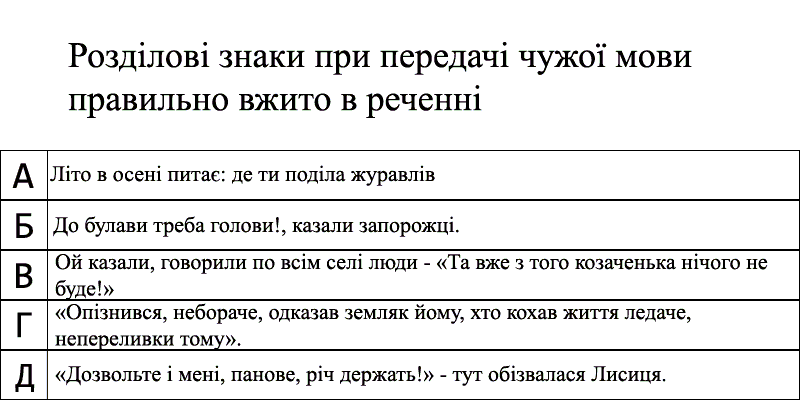 Розділові знаки при передачі чужої мови
правильно вжито в реченні
А Літо в осені питає: де ти поділа журавлів
Б До булави треба голови!, казали запорожці.
В Ой казали, говорили по всім селі люди - «Та вже з того козаченька нічого не
буде!»
Г «Опізнився, небораче, одказав земляк йому, хто кохав життя ледаче,
непереливки тому».
Д «Дозвольте і мені, панове, річ держать!» - тут обізвалася Лисиця.